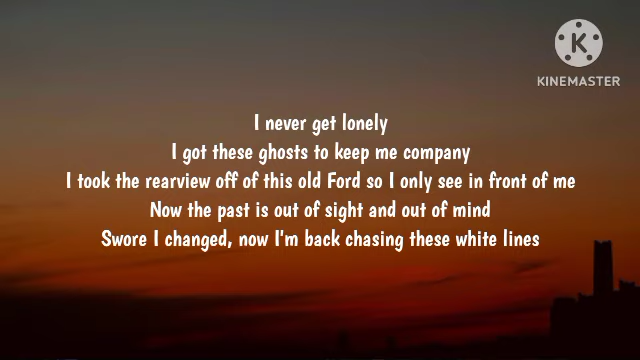 K
KINEMASTER
I never get lonely
I got these ghosts to keep me company
I took the rearview off of this old Ford so I only see in front of me
Now the past is out of sight and out of mind
Swore I changed, now I'm back chasing these white lines